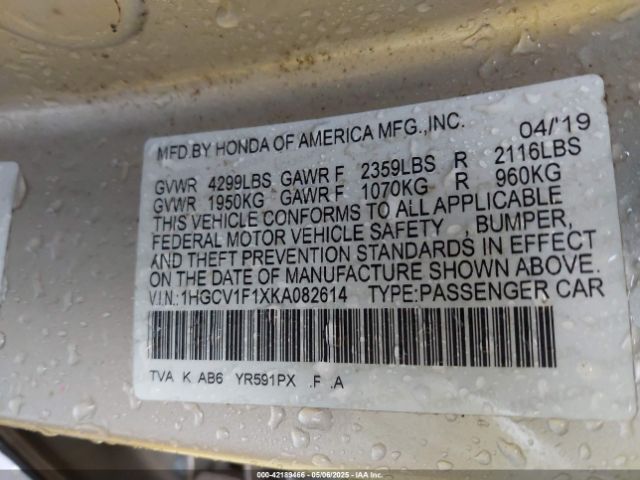 MFD.BY HONDA OF AMERICA MFG.,INC. 04/'19
GVWR 4299LBS GAWR F 2359LBS R 2116LBS
GVWR 1950KG GAWR F 1070KG R 960KG
THIS VEHICLE CONFORMS TO ALL APPLICABLE
FEDERAL MOTOR VEHICLE SAFETY , BUMPER,
AND THEFT PREVENTION STANDARDS IN EFFECT
ON THE DATE OF MANUFACTURE SHOWN ABOVE.
V.I.N.:1HGCV1F1XKA082614 TYPE:PASSENGER CAR
TVA K AB6 YR591PX .F .A
000-42189466 - 05/06/2025 - IAAI.COM